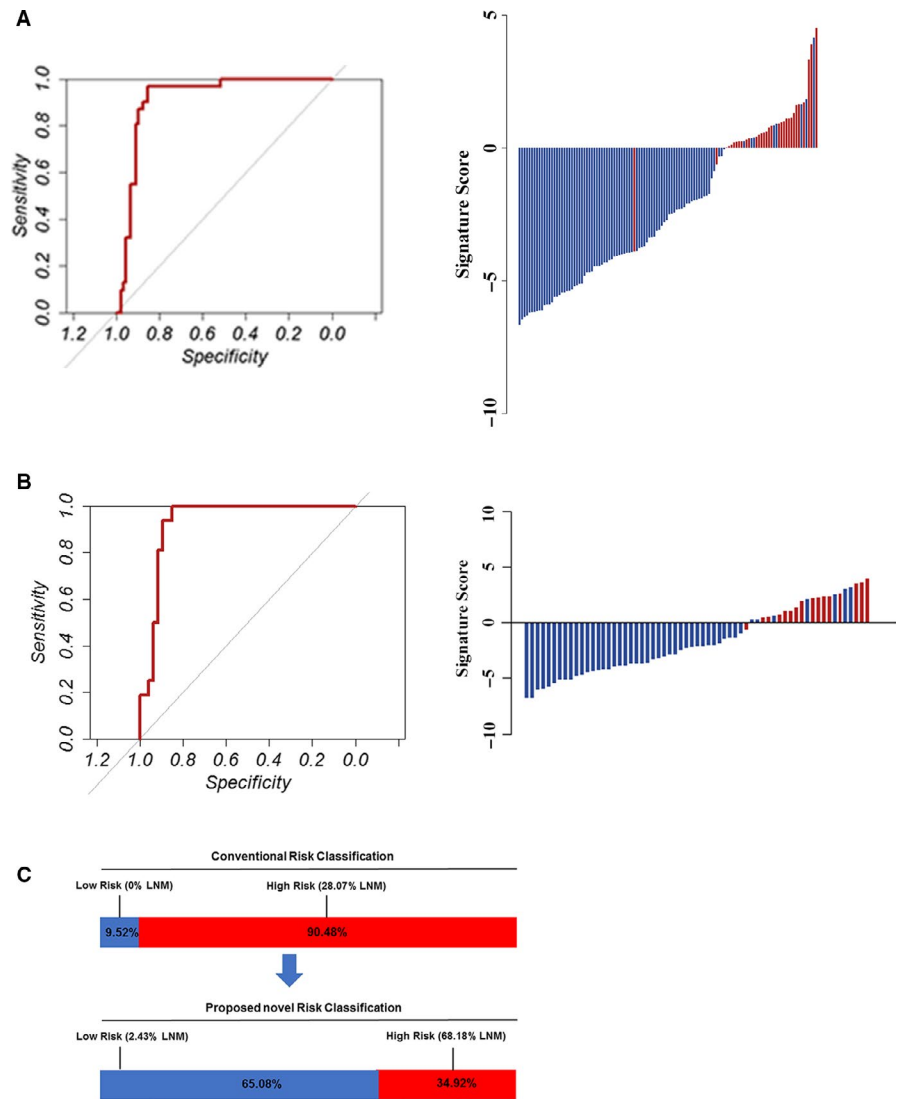 A
1.0
0.8
0.6
0.4
0.2
0.0
Sensitivity
1.2 1.0 0.8 0.6 0.4 0.2 0.0
Specificity
5
0
−5
−10
Signature Score
B
1.0
0.8
0.6
0.4
0.2
0.0
Sensitivity
1.2 1.0 0.8 0.6 0.4 0.2 0.0
Specificity
10
5
0
−5
−10
Signature Score
C
Conventional Risk Classification
Low Risk (0% LNM) High Risk (28.07% LNM)
9.52% 90.48%
Proposed novel Risk Classification
Low Risk (2.43% LNM) High Risk (68.18% LNM)
65.08% 34.92%